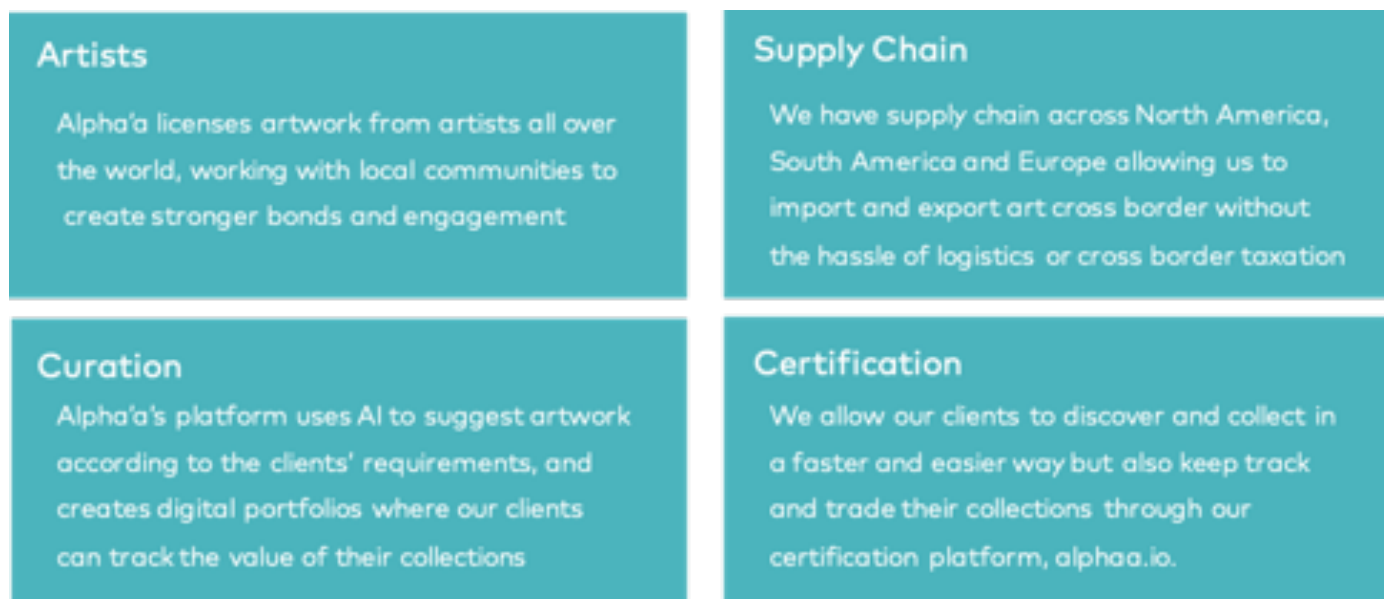 Artists
Alpha'a licenses artwork from artists all over
the world, working with local communities to
create stronger bonds and engagement
Supply Chain
We have supply chain across North America,
South America and Europe allowing us to
import and export art cross border without
the hassle of logistics or cross border taxation
Curation
Alpha'a's platform uses AI to suggest artwork
according to the clients' requirements, and
creates digital portfolios where our clients
can track the value of their collections
Certification
We allow our clients to discover and collect in
a faster and easier way but also keep track
and trade their collections through our
certification platform, alphaa.io.